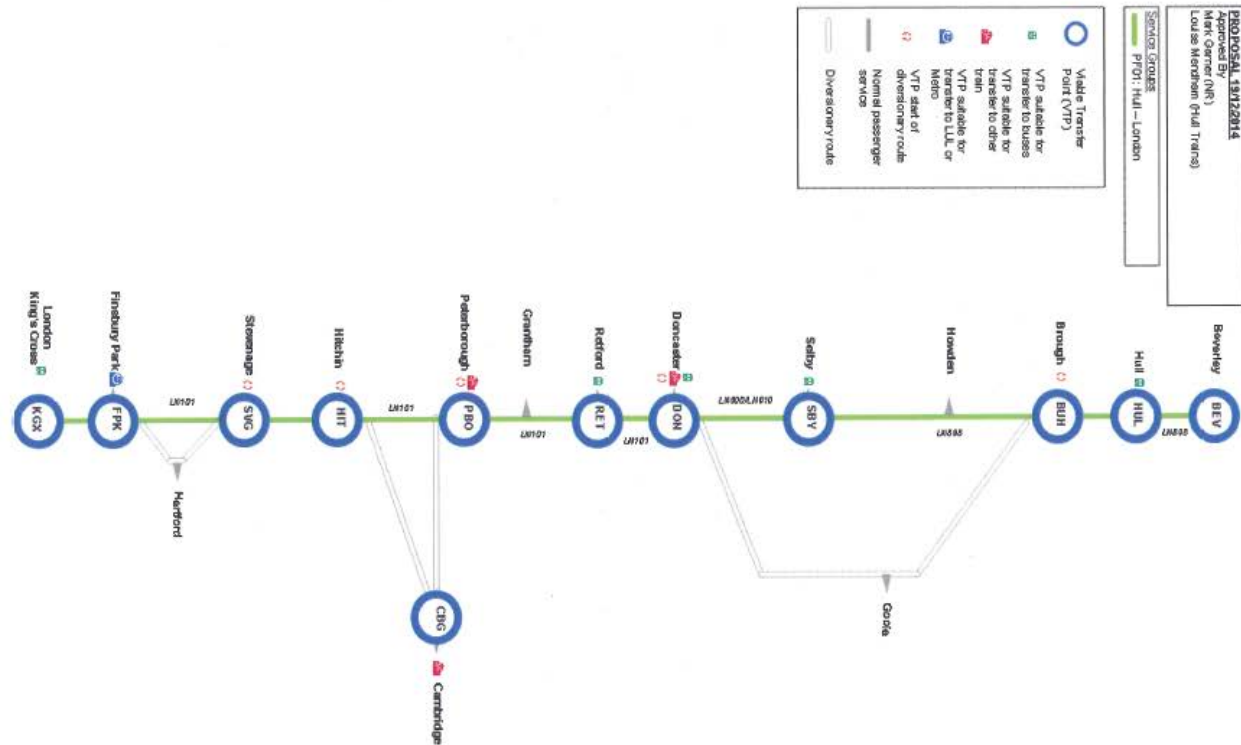 PROPOSAL 19/12/2014
Approved By
Mark Garner (NR)
Louise Mendham (Hull Trains)
Service Groups
PF01: Hull – London
Viable Transfer
Point (VTP)
VTP suitable for
transfer to buses
VTP suitable for
transfer to other
train
VTP suitable for
transfer to LUL or
Metro
VTP start of
diversionary route
Normal passenger
service
Diversionary route
Beverley
BEV
LN898
Hull
HUL
Brough
BUH
LN898
Howden
Goole
Selby
SBY
Doncaster
DON
LN101
Retford
RET
LN101
Grantham
Peterborough
PBO
LN101
Cambridge
CBG
Hitchin
HIT
Stevenage
SVG
LN101
Hertford
Finsbury Park
FPK
London
King's Cross
KGX